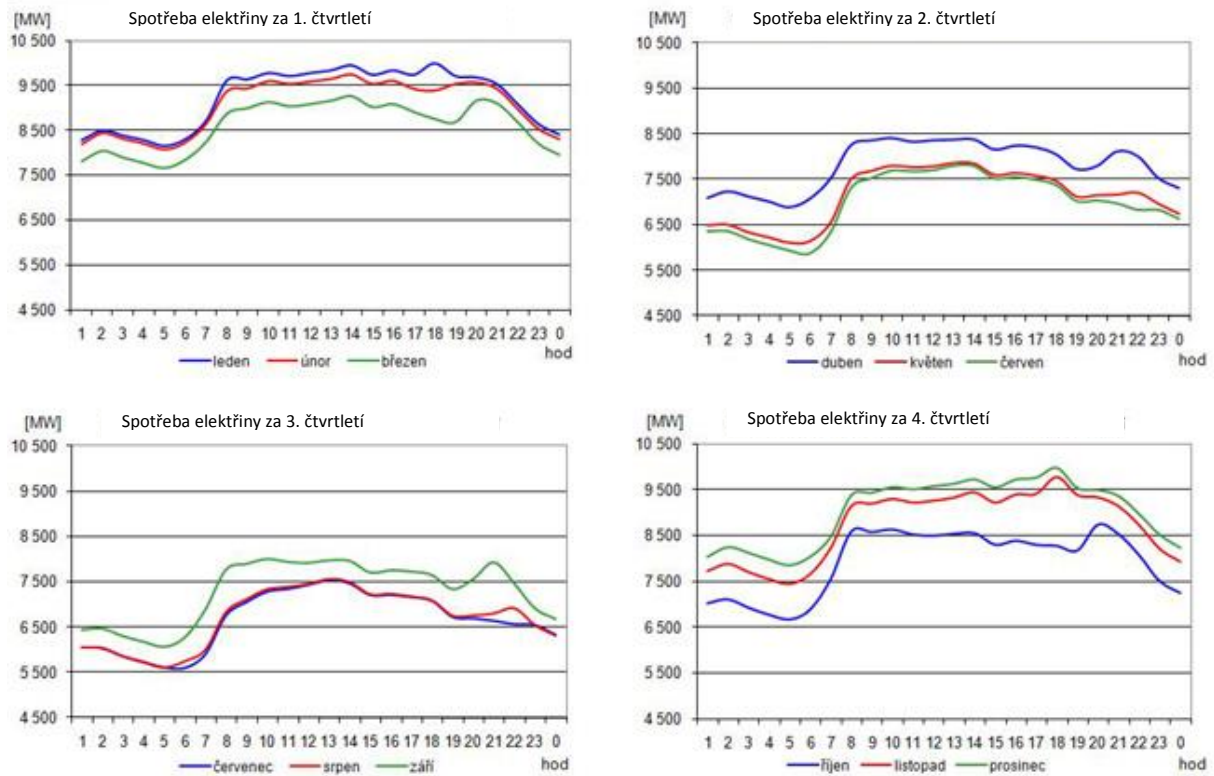 [MW] Spotřeba elektřiny za 1. čtvrtletí
10 500
9 500
8 500
7 500
6 500
5 500
4 500
1 2 3 4 5 6 7 8 9 10 11 12 13 14 15 16 17 18 19 20 21 22 23 0
hod
leden únor březen
[MW] Spotřeba elektřiny za 2. čtvrtletí
10 500
9 500
8 500
7 500
6 500
5 500
4 500
1 2 3 4 5 6 7 8 9 10 11 12 13 14 15 16 17 18 19 20 21 22 23 0
duben květen červen hod
[MW] Spotřeba elektřiny za 3. čtvrtletí
10 500
9 500
8 500
7 500
6 500
5 500
4 500
1 2 3 4 5 6 7 8 9 10 11 12 13 14 15 16 17 18 19 20 21 22 23 0
červenec srpen září hod
[MW] Spotřeba elektřiny za 4. čtvrtletí
10 500
9 500
8 500
7 500
6 500
5 500
4 500
1 2 3 4 5 6 7 8 9 10 11 12 13 14 15 16 17 18 19 20 21 22 23 0
říjen listopad prosinec hod